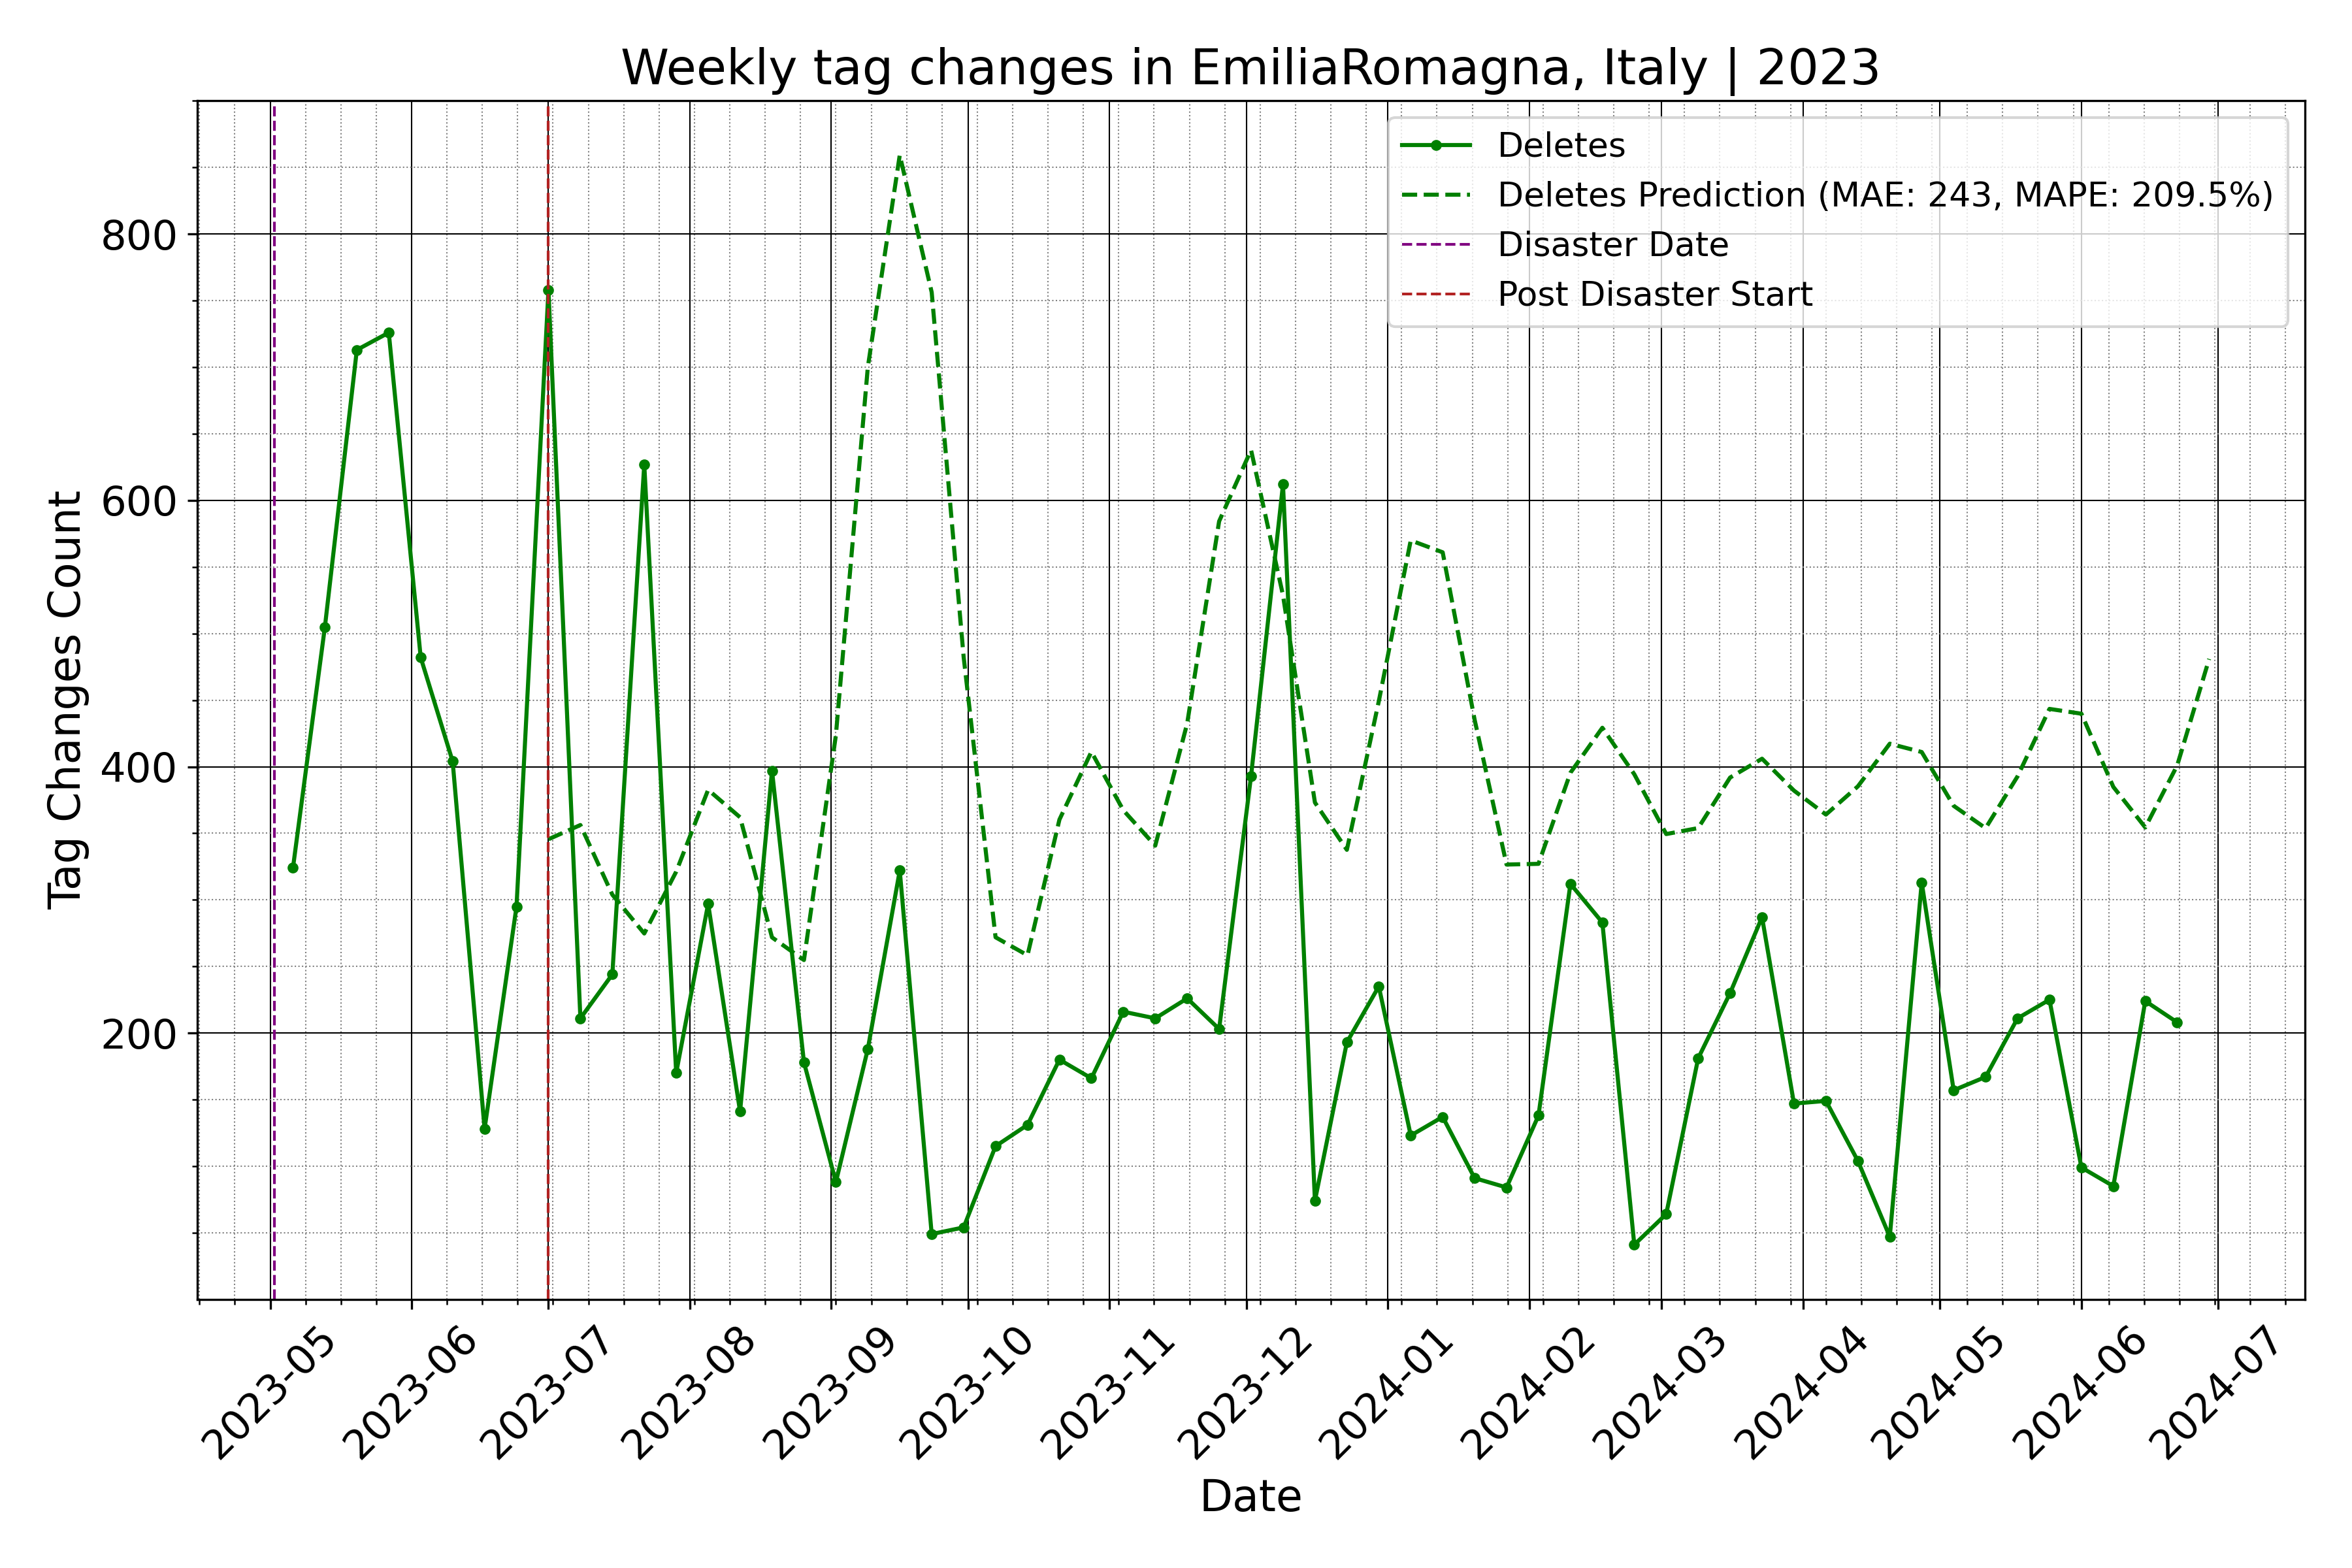 Weekly tag changes in EmiliaRomagna, Italy | 2023
Deletes
Deletes Prediction (MAE: 243, MAPE: 209.5%)
Disaster Date
Post Disaster Start
Tag Changes Count
800
600
400
200
2023-05
2023-06
2023-07
2023-08
2023-09
2023-10
2023-11
2023-12
2024-01
2024-02
2024-03
2024-04
2024-05
2024-06
2024-07
Date